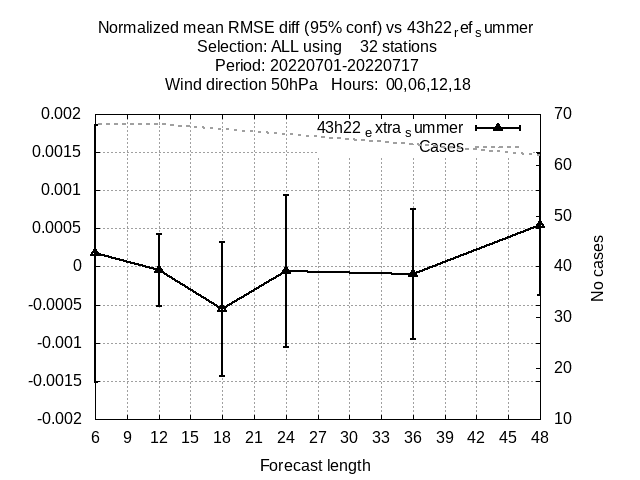 Normalized mean RMSE diff (95% conf) vs 43h22refsummer
Selection: ALL using 32 stations
Period: 20220701-20220717
Wind direction 50hPa Hours: 00,06,12,18
43h22extrasummer
Cases
0.002
0.0015
0.001
0.0005
0
-0.0005
-0.001
-0.0015
-0.002
70
60
50
40
30
20
10
No cases
6 9 12 15 18 21 24 27 30 33 36 39 42 45 48
Forecast length